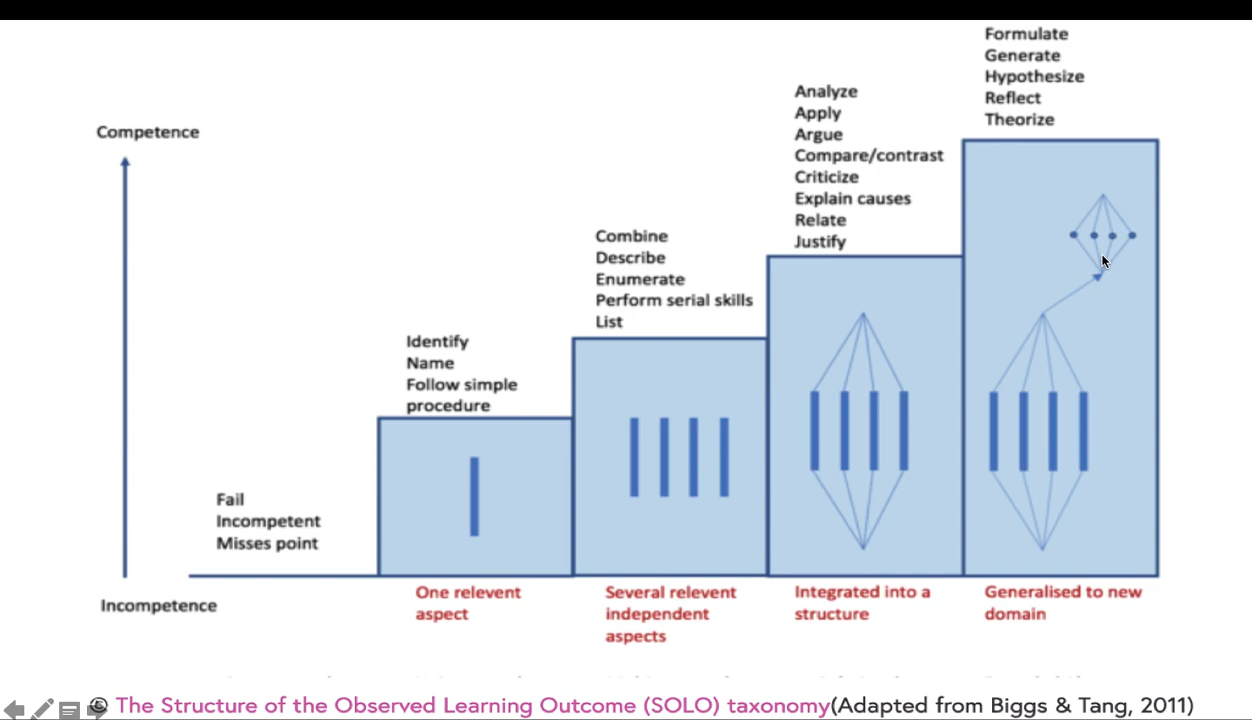 Competence
Incompetence
Fail
Incompetent
Misses point
Identify
Name
Follow simple
procedure
One relevent
aspect
Combine
Describe
Enumerate
Perform serial skills
List
Several relevent
independent
aspects
Analyze
Apply
Argue
Compare/contrast
Criticize
Explain causes
Relate
Justify
Integrated into a
structure
Formulate
Generate
Hypothesize
Reflect
Theorize
Generalised to new
domain
© The Structure of the Observed Learning Outcome (SOLO) taxonomy(Adapted from Biggs & Tang, 2011)